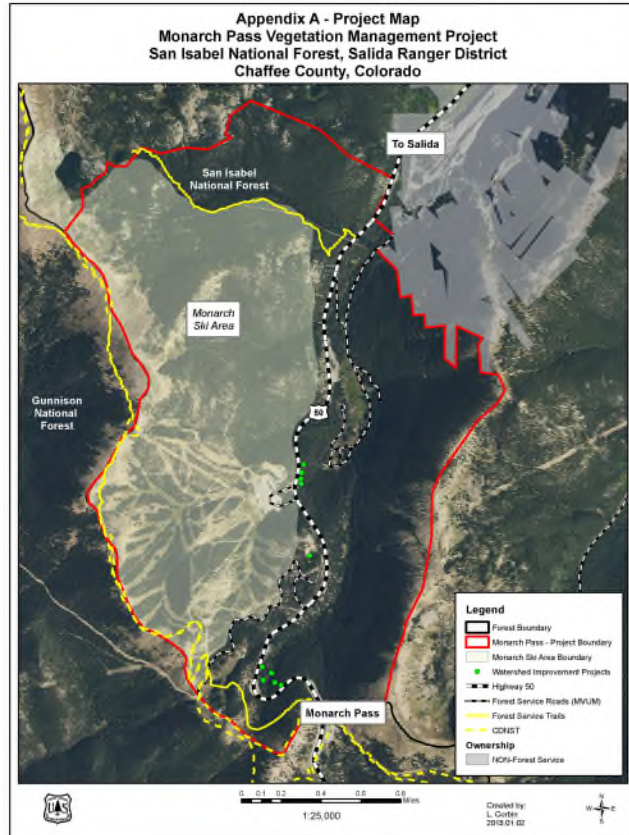 Appendix A - Project Map
Monarch Pass Vegetation Management Project
San Isabel National Forest, Salida Ranger District
Chaffee County, Colorado
To Salida
San Isabel
National Forest
Monarch
Ski Area
Gunnison
National
Forest
50
Monarch Pass
Legend
Forest Boundary
Monarch Pass - Project Boundary
Monarch Ski Area Boundary
Watershed Improvement Projects
Highway 50
Forest Service Roads (MVUM)
Forest Service Trails
CDNST
Ownership
NON-Forest Service
0 0.1 0.2 0.4 0.6 0.8
Miles
1:25,000
Created by:
L. Corbin
2018.01.02
N
W E
S
U S